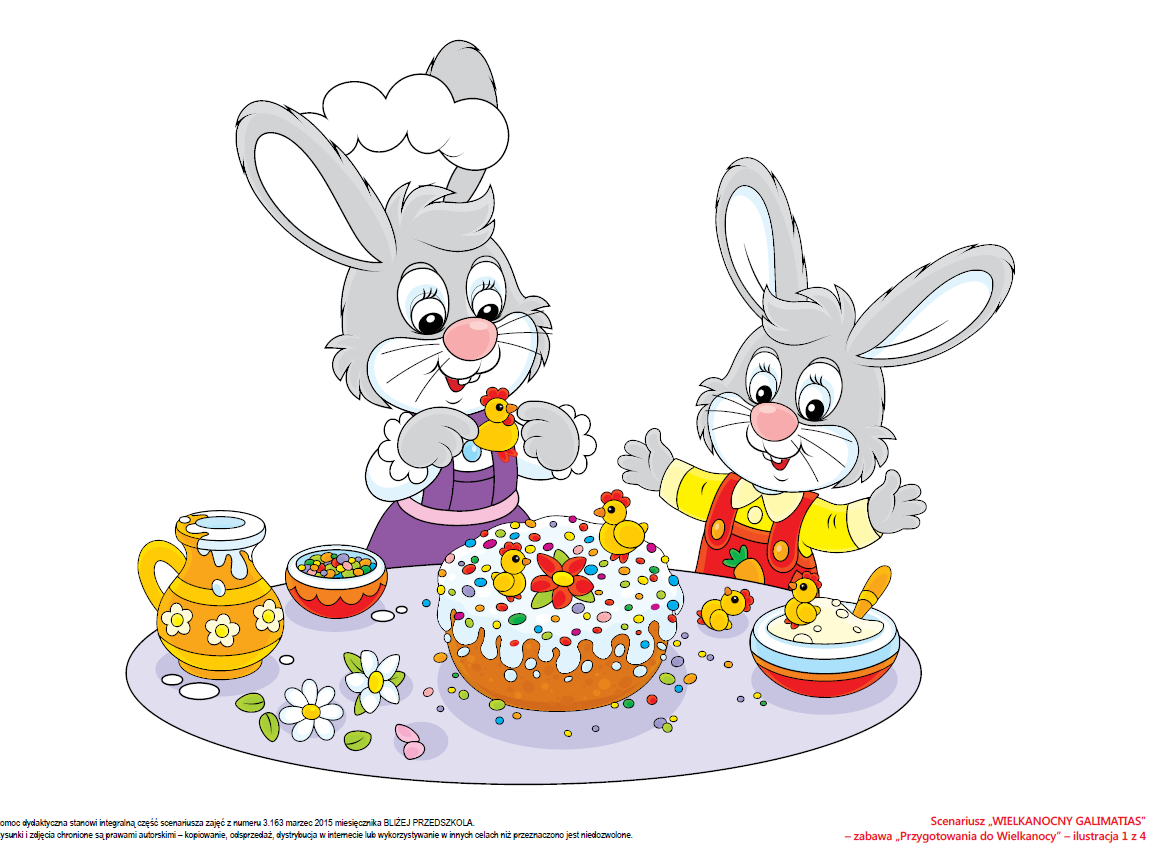 omoc dydaktyczna stanowi integralną część scenariusza zajęć z numeru 3.163 marzec 2015 miesięcznika BLIŻEJ PRZEDSZKOLA.
ysunki i zdjęcia chronione są prawami autorskimi – kopiowanie, odsprzedaż, dystrybucja w internecie lub wykorzystywanie w innych celach niż przeznaczono jest niedozwolone.
Scenariusz „WIELKANOCNY GALIMATIAS”
– zabawa „Przygotowania do Wielkanocy” – ilustracja 1 z 4